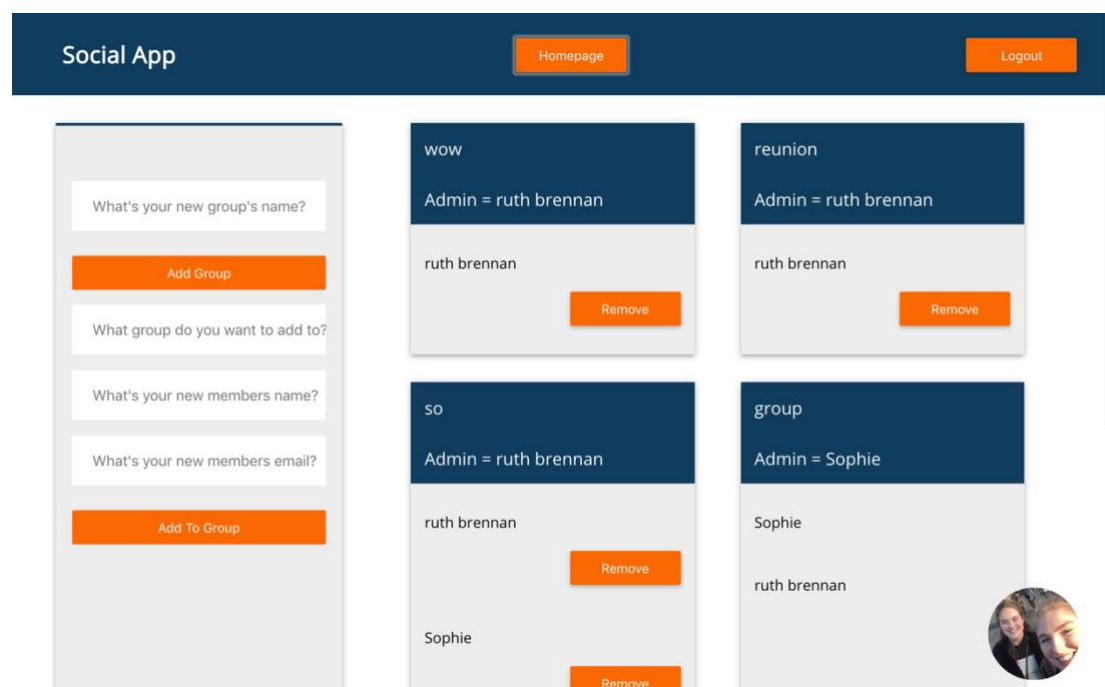 Social App
Homepage
Logout
What's your new group's name?
Add Group
What group do you want to add to?
What's your new members name?
What's your new members email?
Add To Group
wow
Admin = ruth brennan
ruth brennan
Remove
reunion
Admin = ruth brennan
ruth brennan
Remove
so
Admin = ruth brennan
ruth brennan
Remove
Sophie
Remove
group
Admin = Sophie
Sophie
ruth brennan